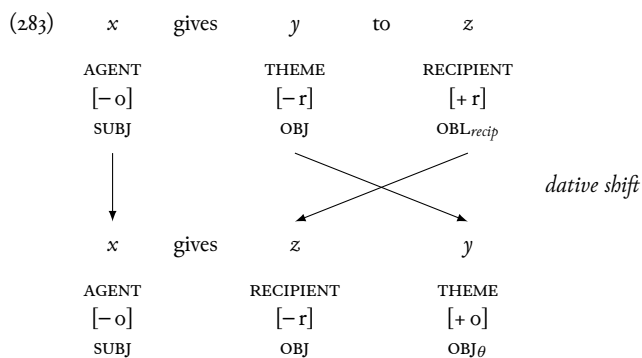 (283) x gives y to z
AGENT THEME RECIPIENT
[−o] [−r] [+r]
SUBJ OBJ OBLrecip
dative shift
x gives z y
AGENT RECIPIENT THEME
[−o] [−r] [+o]
SUBJ OBJ OBJθ